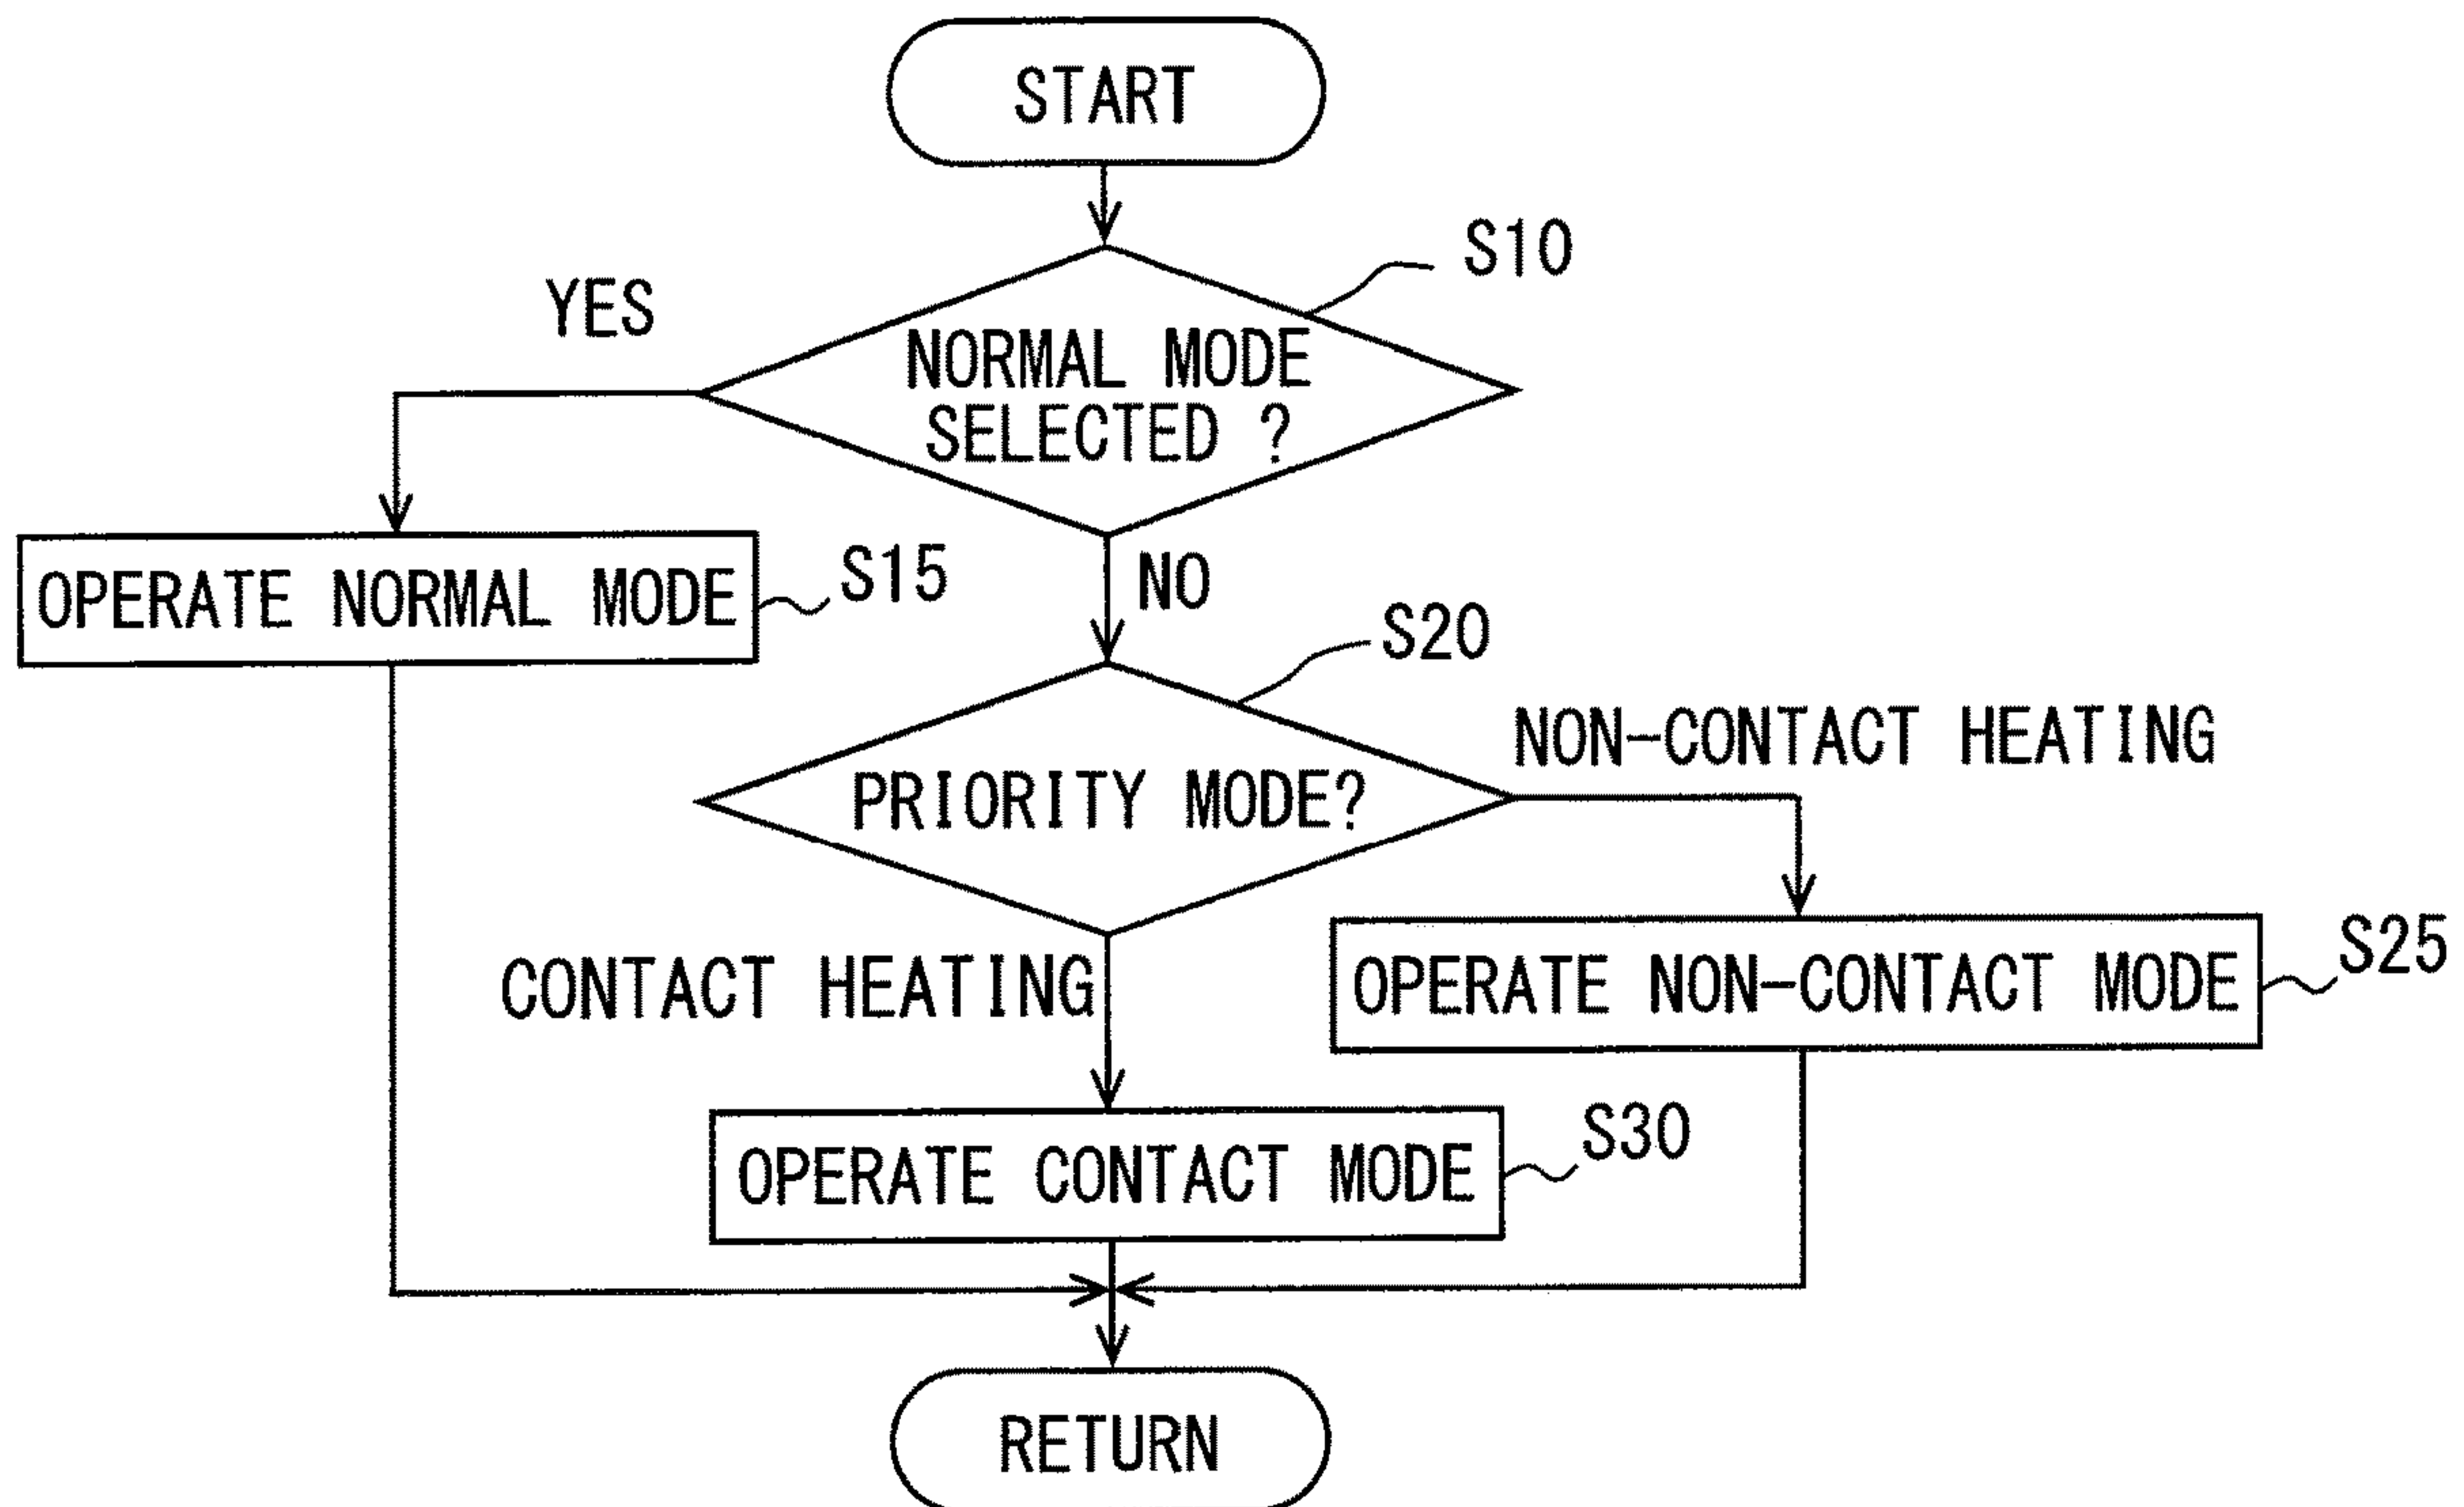 START
S10
YES
NORMAL MODE
SELECTED ?
OPERATE NORMAL MODE
S15
NO
S20
NON-CONTACT HEATING
PRIORITY MODE?
CONTACT HEATING
OPERATE NON-CONTACT MODE
S25
OPERATE CONTACT MODE
S30
RETURN